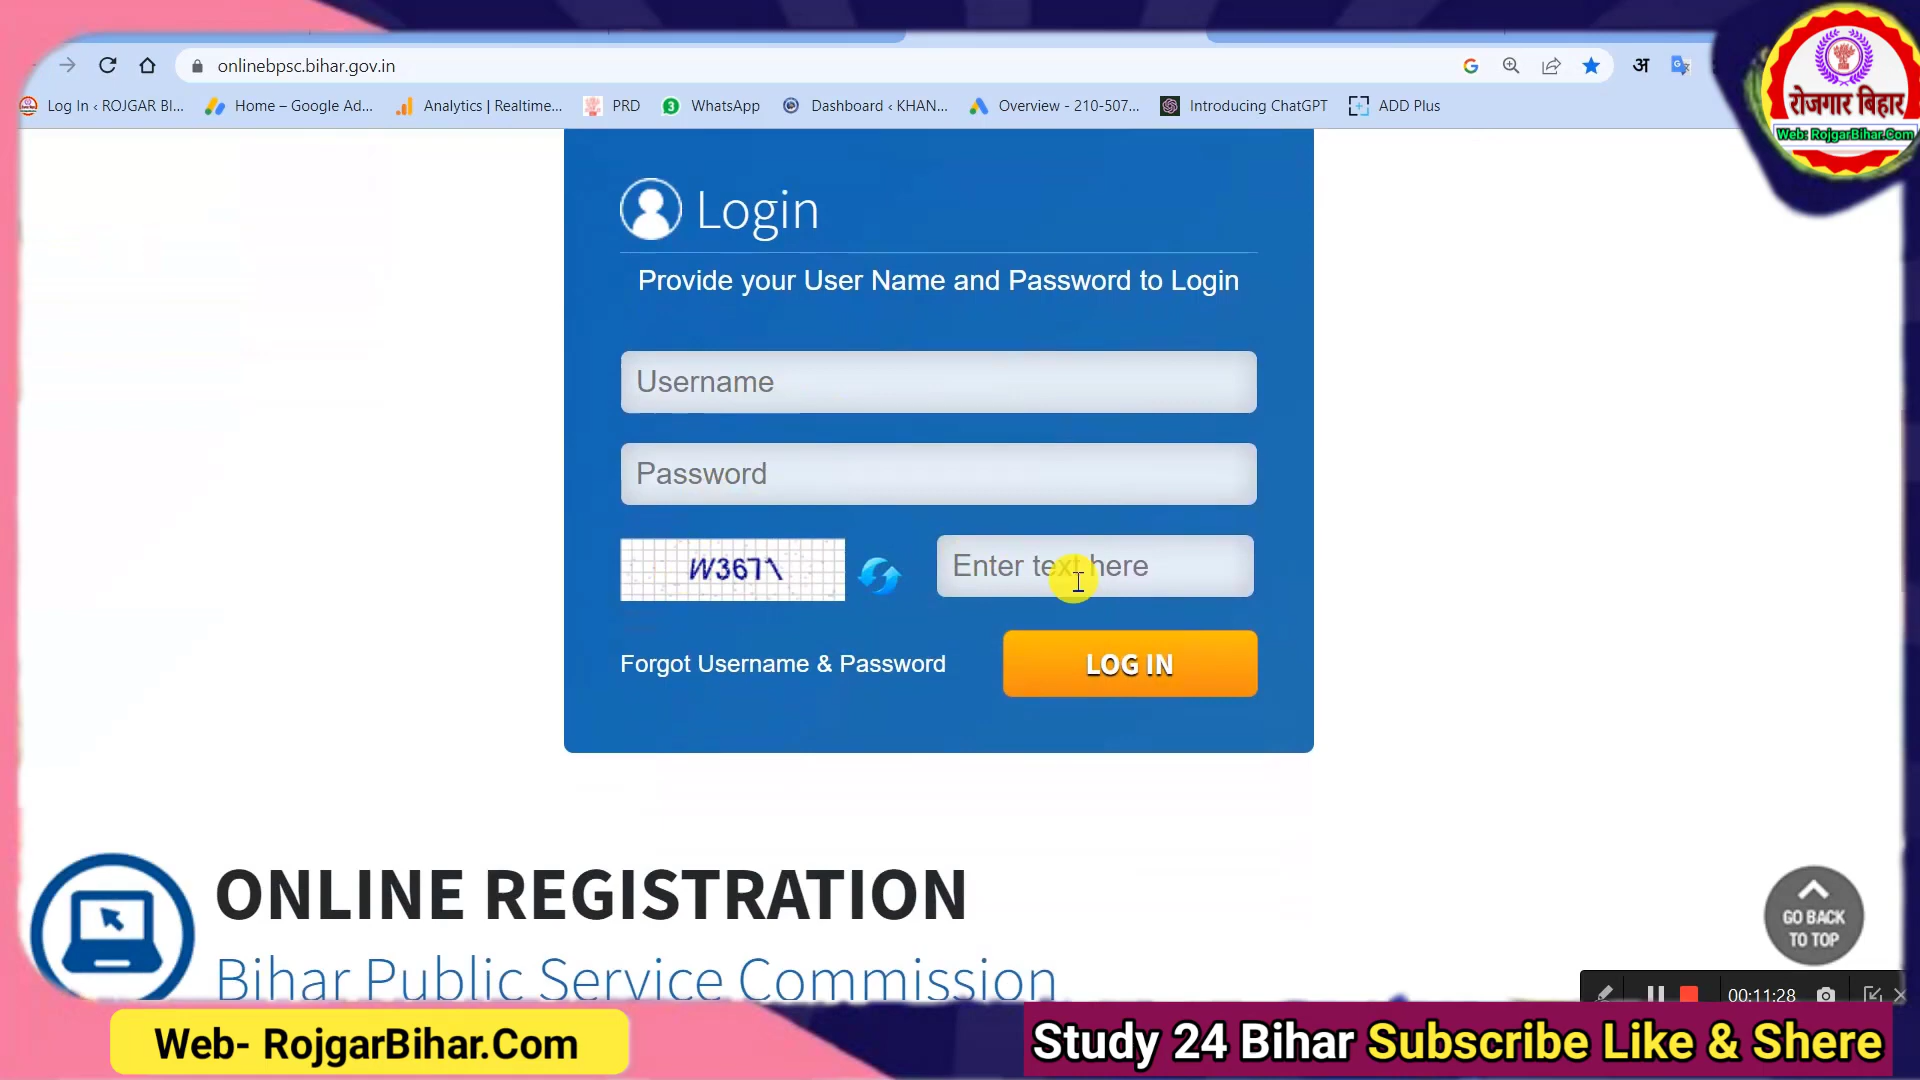 onlinebpsc.bihar.gov.in
अ
Log In ‹ ROJGAR BI...
Home – Google Ad...
Analytics | Realtime...
PRD
3
WhatsApp
Dashboard ‹ KHAN...
Overview - 210-507...
Introducing ChatGPT
ADD Plus
रोजगार बिहार
Web: RojgarBihar.Com
Login
Provide your User Name and Password to Login
Username
Password
W367\
Enter text here
Forgot Username & Password
LOG IN
ONLINE REGISTRATION
Bihar Public Service Commission
GO BACK
TO TOP
00:11:28
Web- RojgarBihar.Com
Study 24 Bihar Subscribe Like & Shere